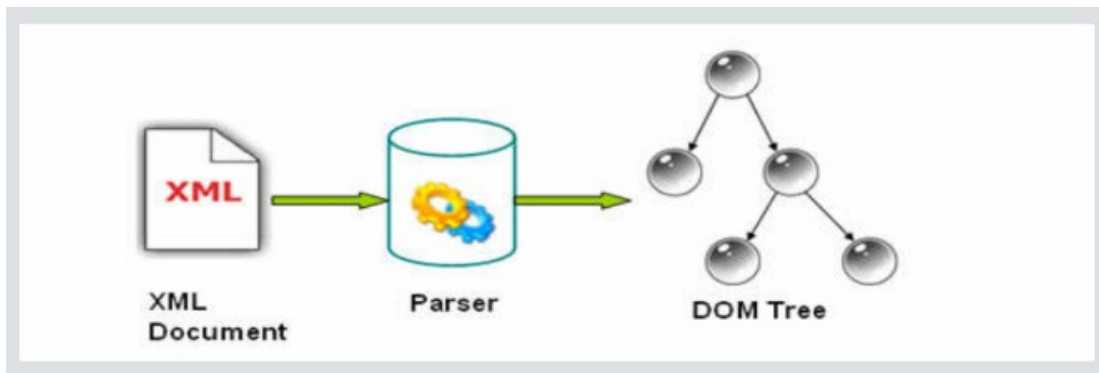 XML
XML
Document
Parser
DOM Tree